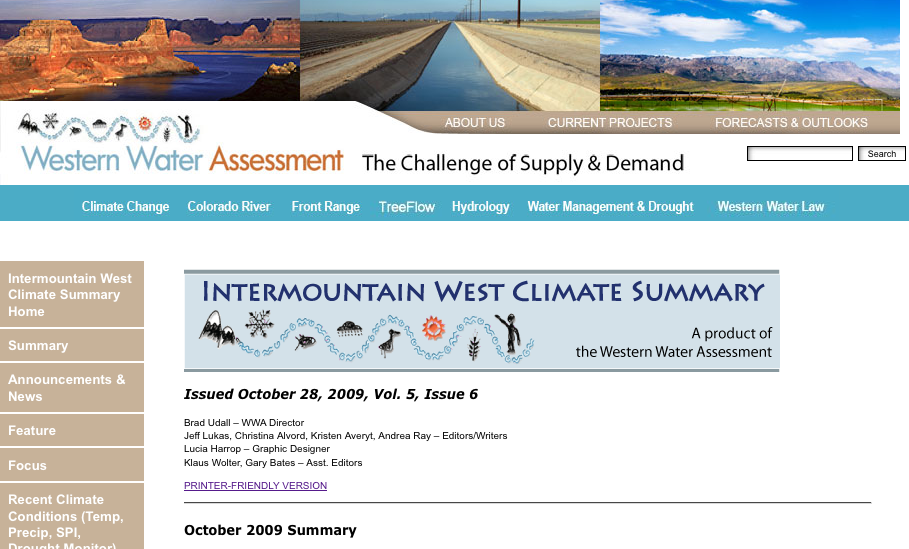 ABOUT US
CURRENT PROJECTS
FORECASTS & OUTLOOKS
Western Water Assessment
The Challenge of Supply & Demand
Search
Climate Change
Colorado River
Front Range
TreeFlow
Hydrology
Water Management & Drought
Western Water Law
Intermountain West
Climate Summary
Home
Summary
Announcements &
News
Feature
Focus
Recent Climate
Conditions (Temp,
Precip, SPI,
Drought Monitor)
INTERMOUNTAIN WEST CLIMATE SUMMARY
A product of
the Western Water Assessment
Issued October 28, 2009, Vol. 5, Issue 6
Brad Udall – WWA Director
Jeff Lukas, Christina Alvord, Kristen Averyt, Andrea Ray – Editors/Writers
Lucia Harrop – Graphic Designer
Klaus Wolter, Gary Bates – Asst. Editors
PRINTER-FRIENDLY VERSION
October 2009 Summary